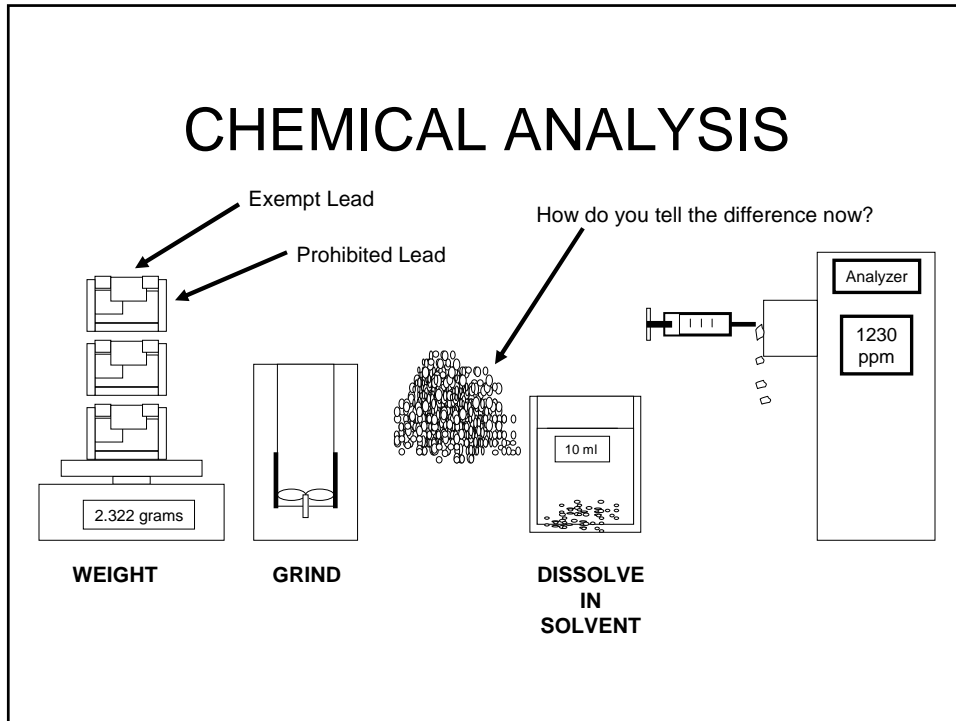 CHEMICAL ANALYSIS
Exempt Lead
How do you tell the difference now?
Prohibited Lead
Analyzer
1230
ppm
10 ml
2.322 grams
WEIGHT
GRIND
DISSOLVE
IN
SOLVENT